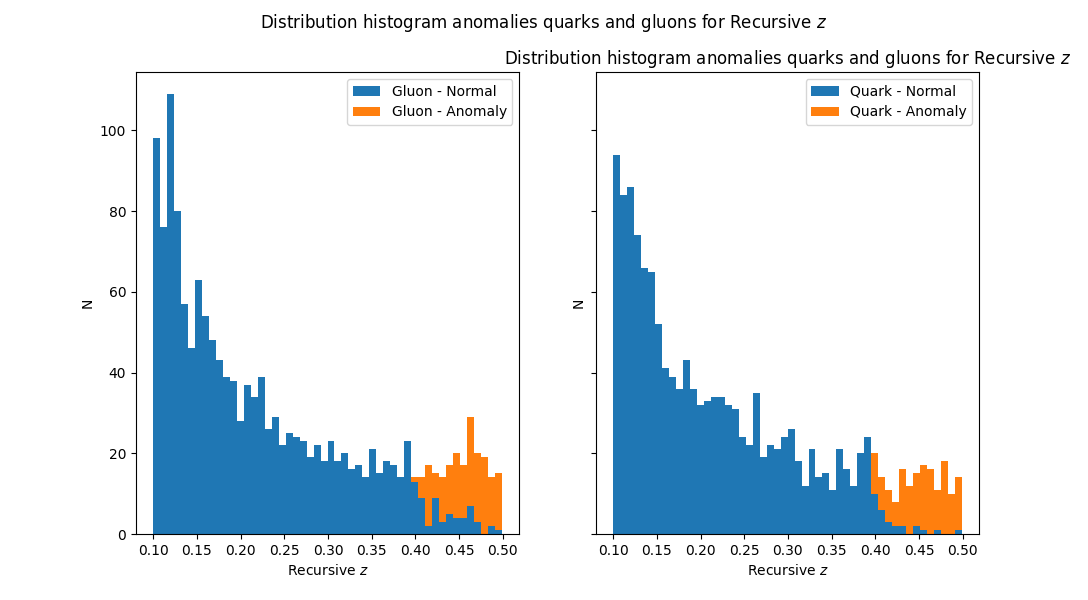 Distribution histogram anomalies quarks and gluons for Recursive z
Distribution histogram anomalies quarks and gluons for Recursive z
Gluon - Normal
Gluon - Anomaly
N
100
80
60
40
20
0
0.10 0.15 0.20 0.25 0.30 0.35 0.40 0.45 0.50
Recursive z
Quark - Normal
Quark - Anomaly
N
0.10 0.15 0.20 0.25 0.30 0.35 0.40 0.45 0.50
Recursive z